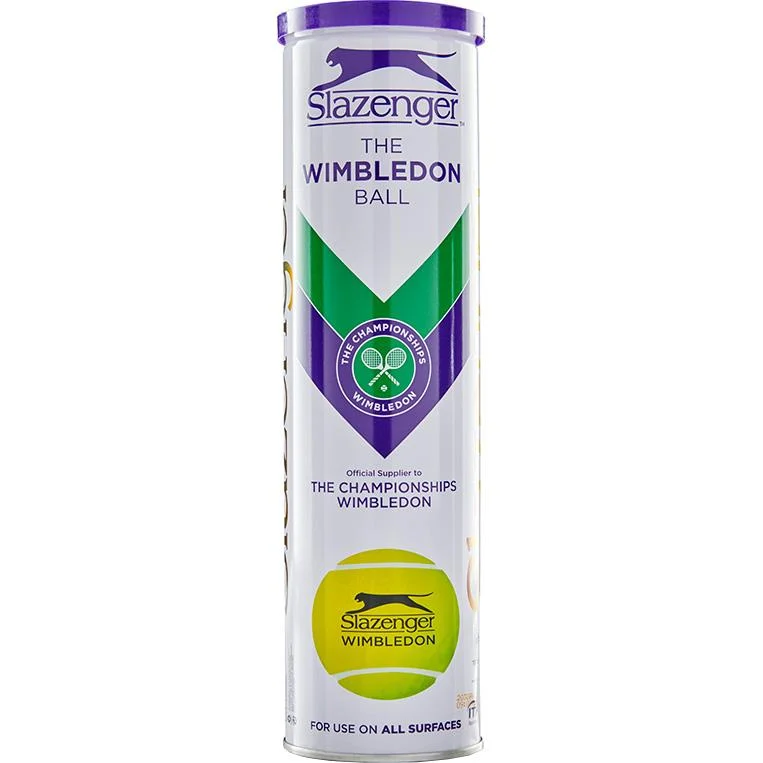 Slazenger
THE
WIMBLEDON
BALL
THE CHAMPIONSHIPS
WIMBLEDON
Official Supplier to
THE CHAMPIONSHIPS
WIMBLEDON
Slazenger
WIMBLEDON
FOR USE ON ALL SURFACES